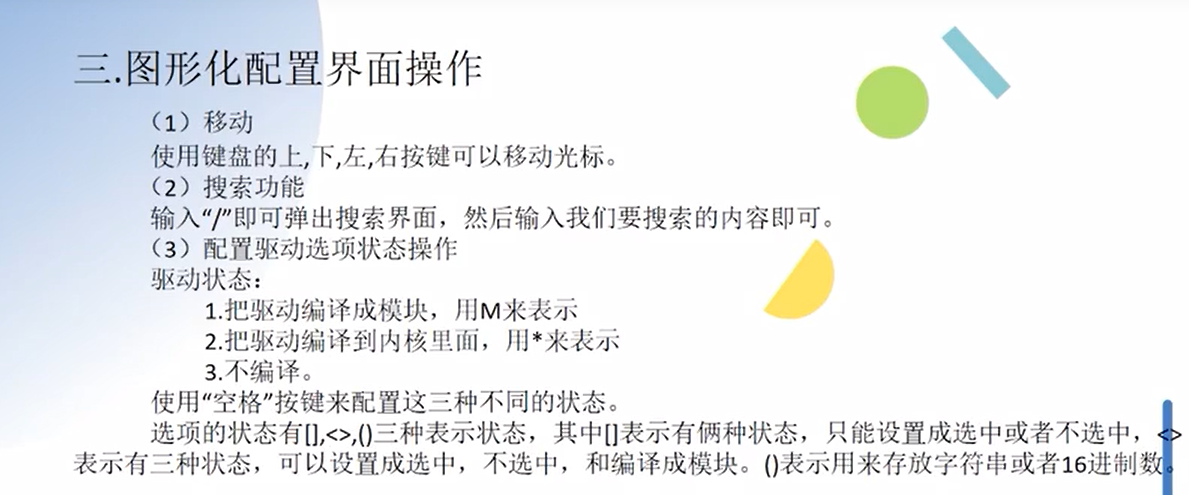 三.图形化配置界面操作
（1）移动
使用键盘的上,下,左,右按键可以移动光标。
（2）搜索功能
输入“/”即可弹出搜索界面，然后输入我们要搜索的内容即可。
（3）配置驱动选项状态操作
驱动状态：
1.把驱动编译成模块，用M来表示
2.把驱动编译到内核里面，用*来表示
3.不编译。
使用“空格”按键来配置这三种不同的状态。
选项的状态有[],<>,()三种表示状态，其中[]表示有俩种状态，只能设置成选中或者不选中，<>
表示有三种状态，可以设置成选中，不选中，和编译成模块。()表示用来存放字符串或者16进制数。